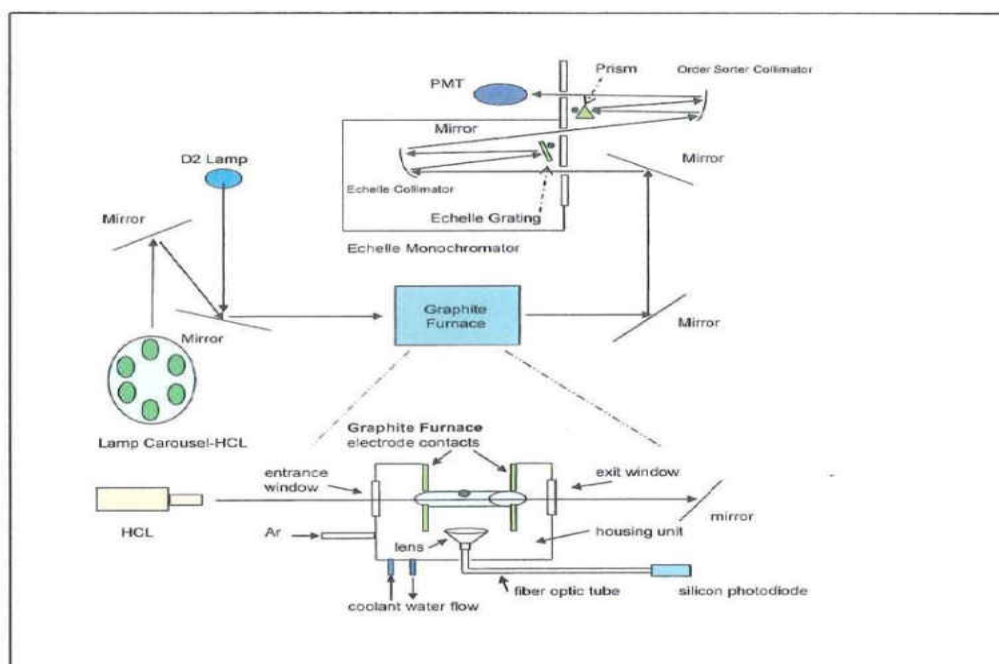 Prism
Order Sorter Collimator
PMT
Mirror
Mirror
D2 Lamp
Echelle Collimator
Mirror
Echelle Grating
Echelle Monochromator
Graphite
Furnace
Mirror
Mirror
Lamp Carousel-HCL
Graphite Furnace
electrode contacts
entrance
window
exit window
HCL
mirror
Ar
lens
housing unit
coolant water flow
fiber optic tube
silicon photodiode